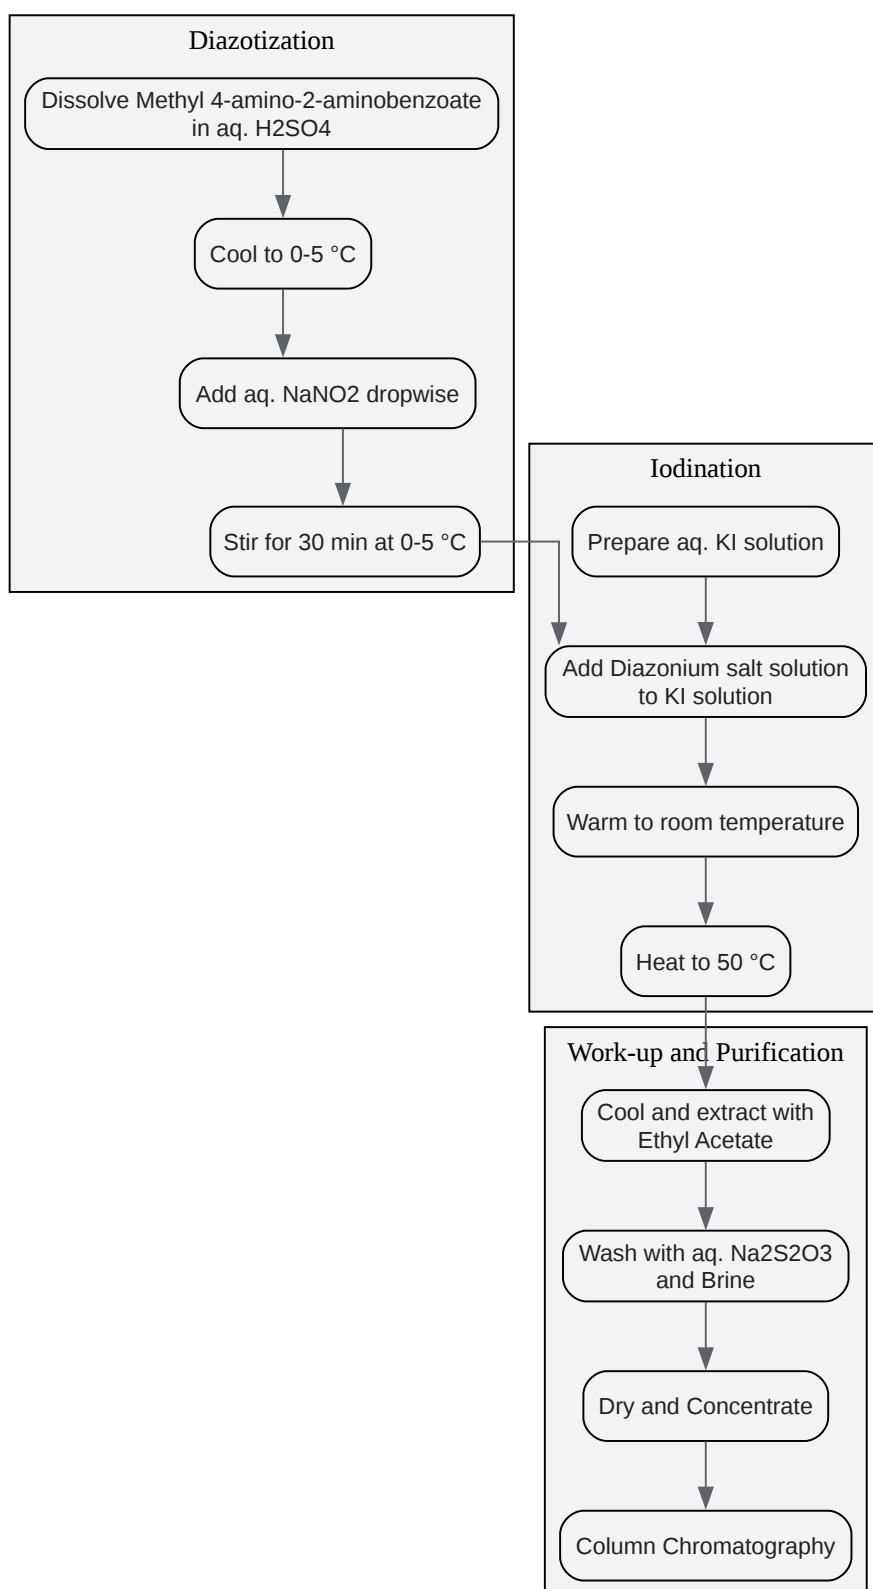 Diazotization
Dissolve Methyl 4-amino-2-aminobenzoate
in aq. H2SO4
Cool to 0-5 °C
Add aq. NaNO2 dropwise
Stir for 30 min at 0-5 °C
Iodination
Prepare aq. KI solution
Add Diazonium salt solution
to KI solution
Warm to room temperature
Heat to 50 °C
Work-up and Purification
Cool and extract with
Ethyl Acetate
Wash with aq. Na2S2O3
and Brine
Dry and Concentrate
Column Chromatography